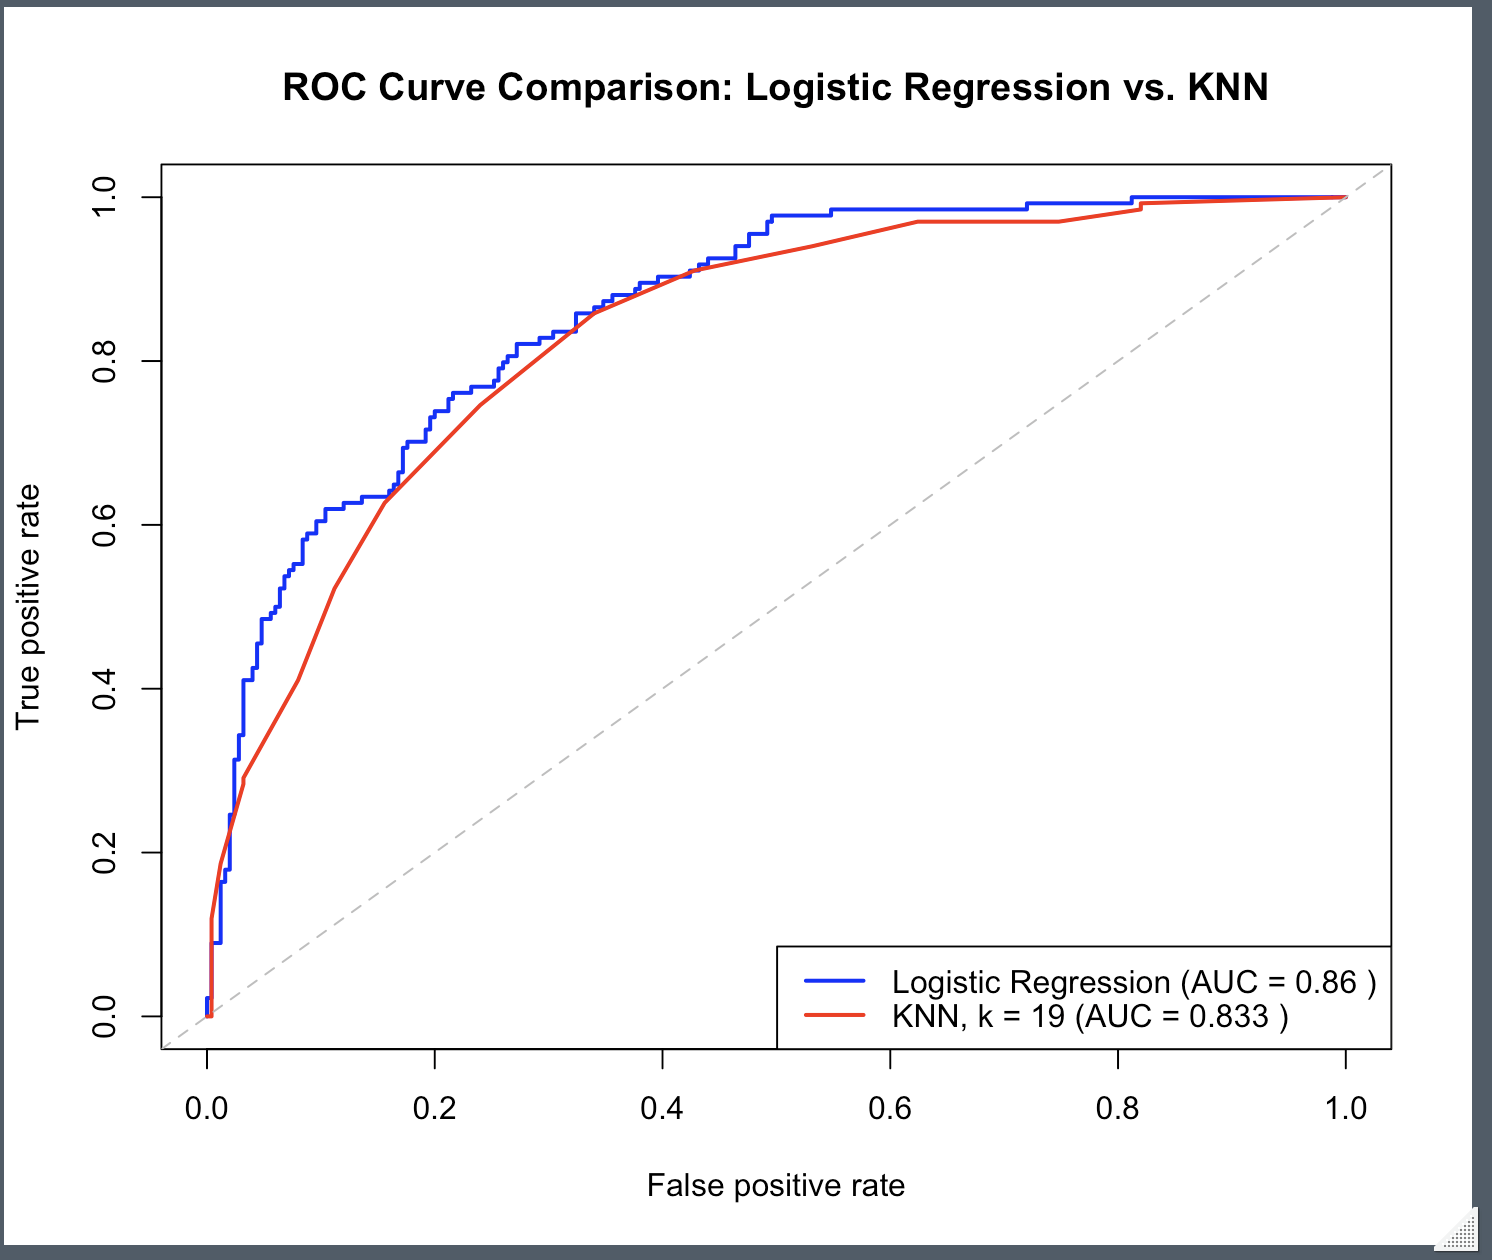 ROC Curve Comparison: Logistic Regression vs. KNN
True positive rate
1.0
0.8
0.6
0.4
0.2
0.0
Logistic Regression (AUC = 0.86 )
KNN, k = 19 (AUC = 0.833 )
0.0 0.2 0.4 0.6 0.8 1.0
False positive rate